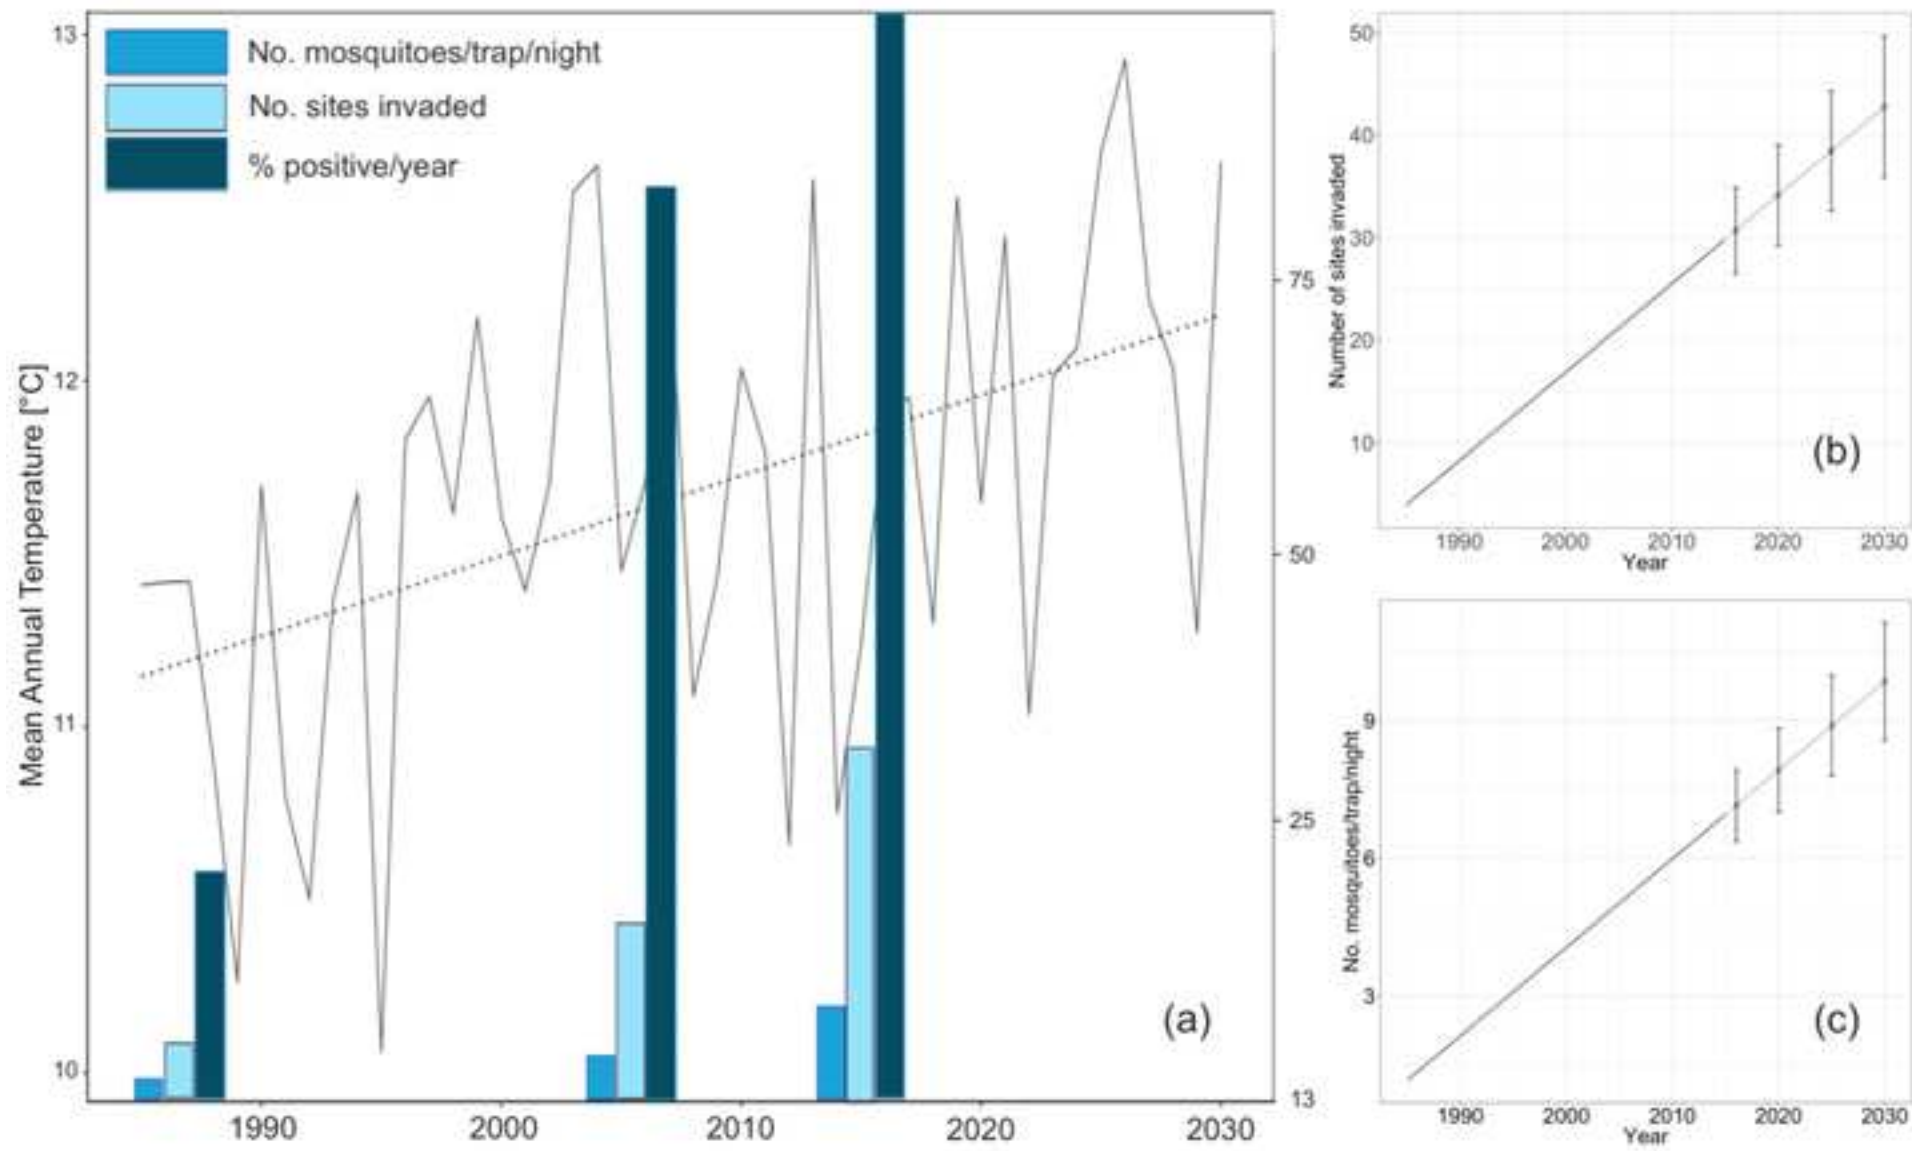 No. mosquitoes/trap/night
No. sites invaded
% positive/year
Mean Annual Temperature [°C]
13
12
11
10
75
50
25
13
1990
2000
2010
2020
2030
(a)
Number of sites invaded
50
40
30
20
10
(b)
1990
2000
2010
2020
2030
Year
No. mosquitoes/trap/night
9
6
3
(c)
1990
2000
2010
2020
2030
Year